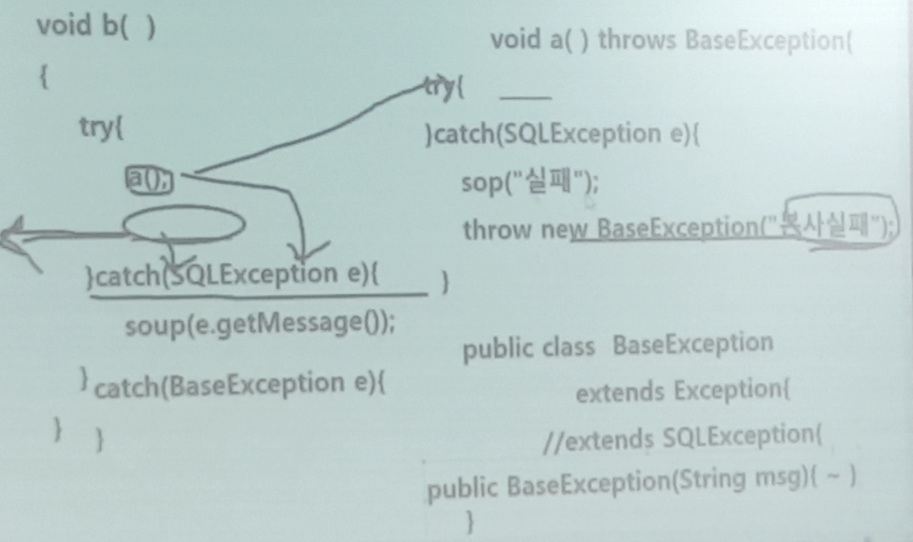 void b( )
{
try{
a();
}catch(SQLException e){
soup(e.getMessage());
} catch(BaseException e){
}
}
void a( ) throws BaseException{
try{
}catch(SQLException e){
sop("실패");
throw new BaseException("복사실패");
}
public class BaseException
extends Exception{
//extends SQLException{
public BaseException(String msg){ ~ }
}